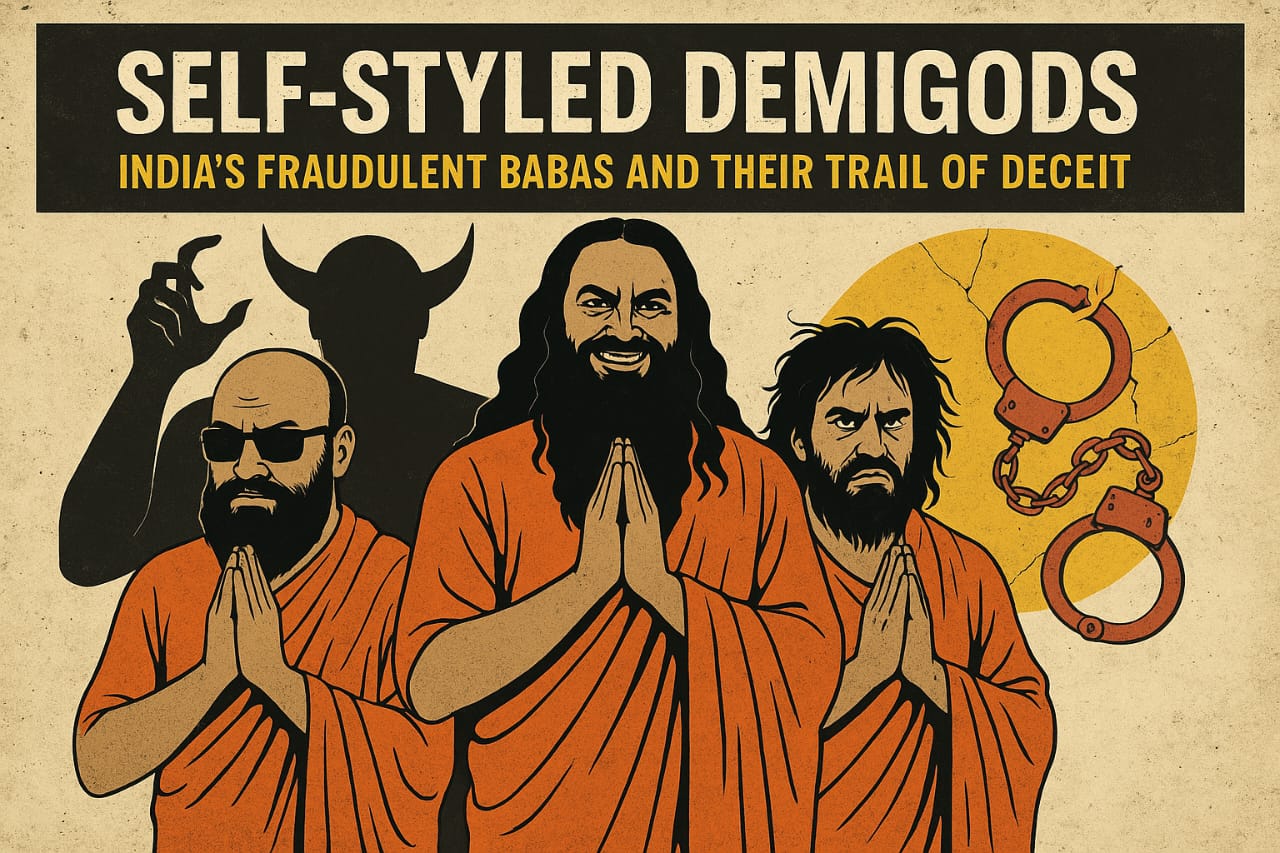 SELF-STYLED DEMIGODS
INDIA'S FRAUDULENT BABAS AND THEIR TRAIL OF DECEIT